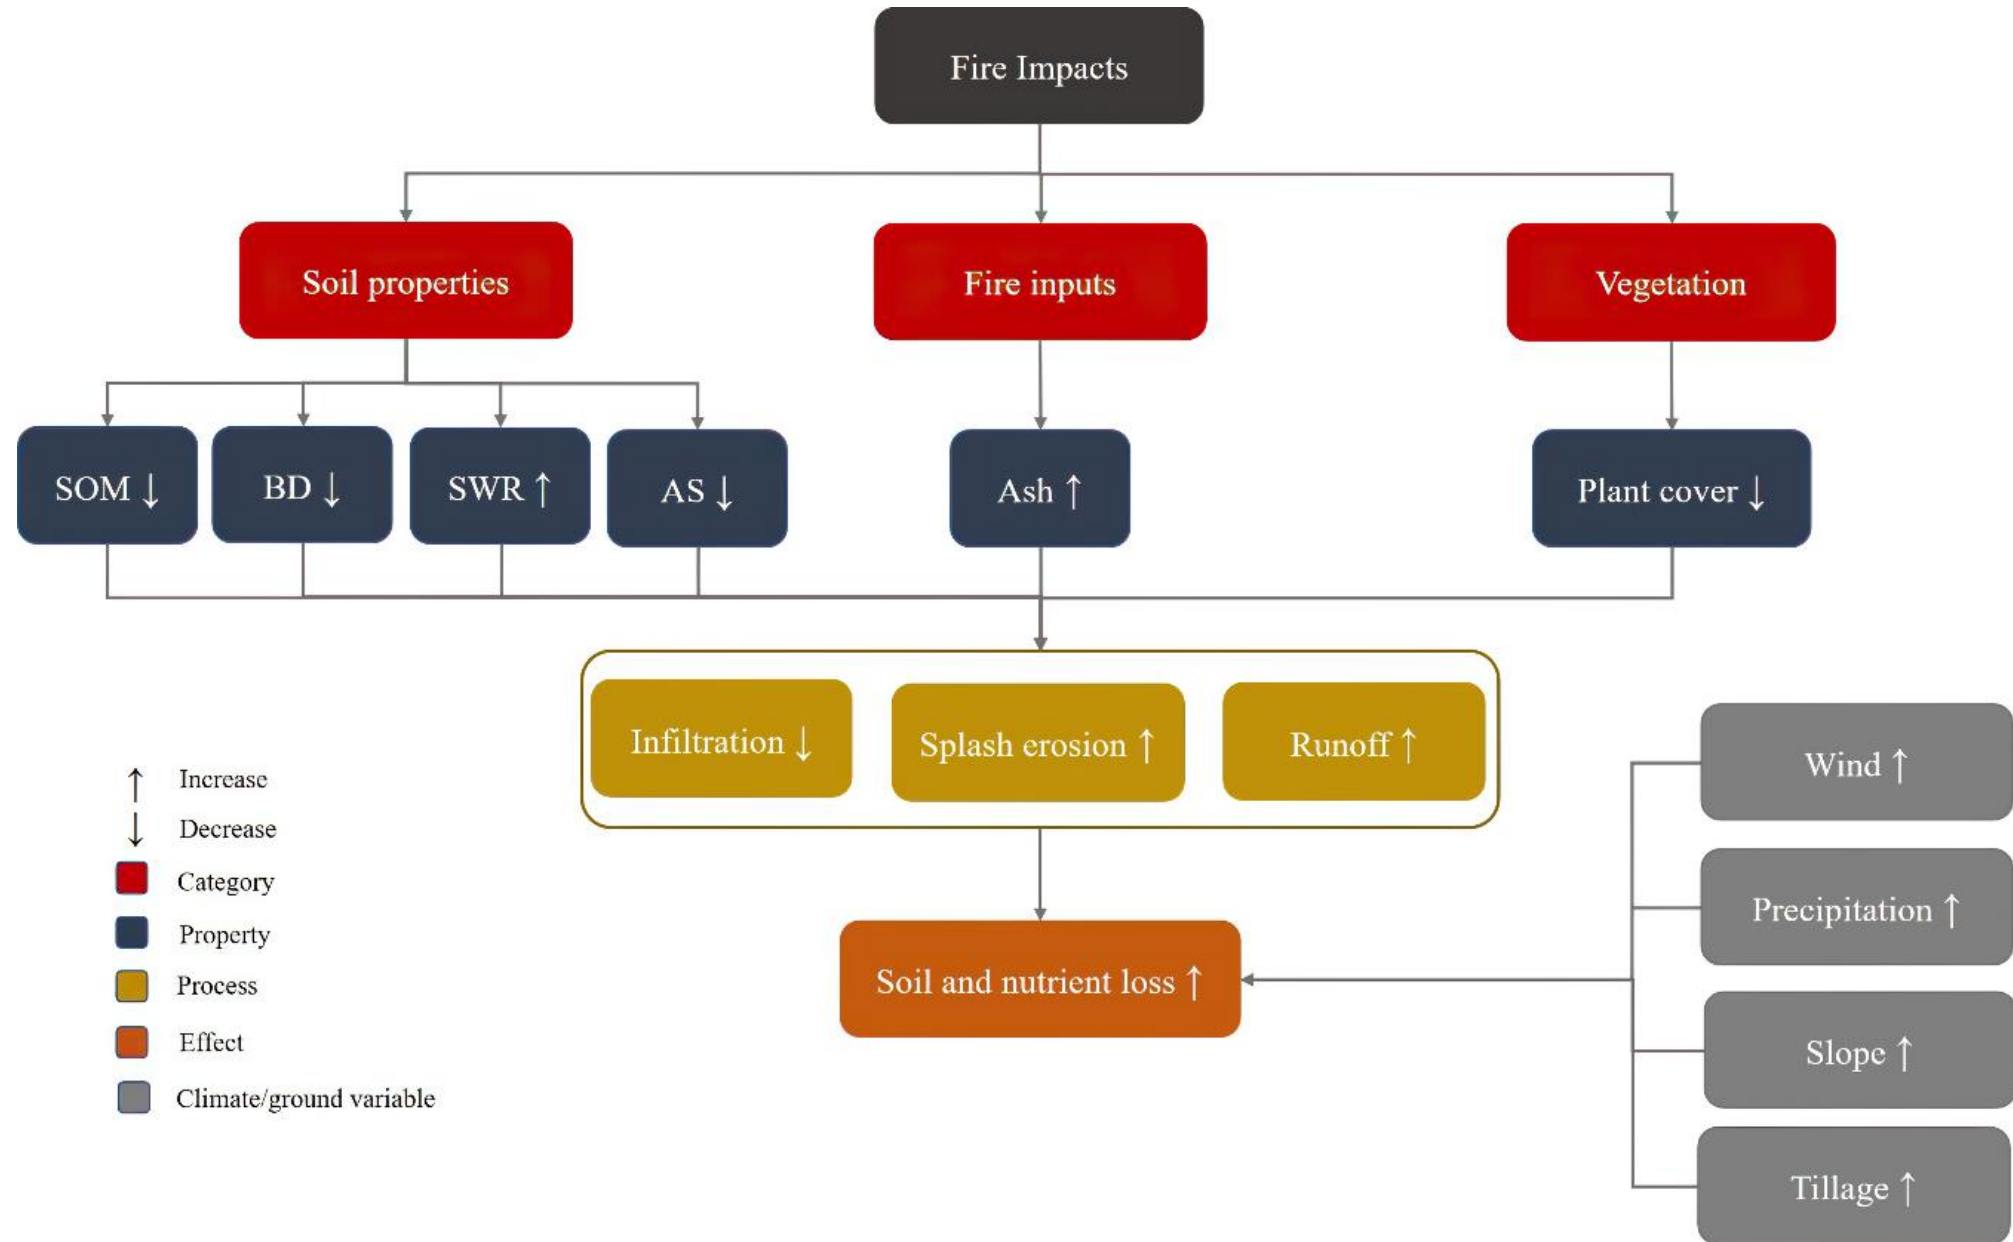 Fire Impacts
Soil properties
Fire inputs
Vegetation
SOM ↓
BD ↓
SWR ↑
AS ↓
Ash ↑
Plant cover ↓
Infiltration ↓
Splash erosion ↑
Runoff ↑
Wind ↑
Precipitation ↑
Slope ↑
Tillage ↑
Soil and nutrient loss ↑
↑ Increase
↓ Decrease
Category
Property
Process
Effect
Climate/ground variable